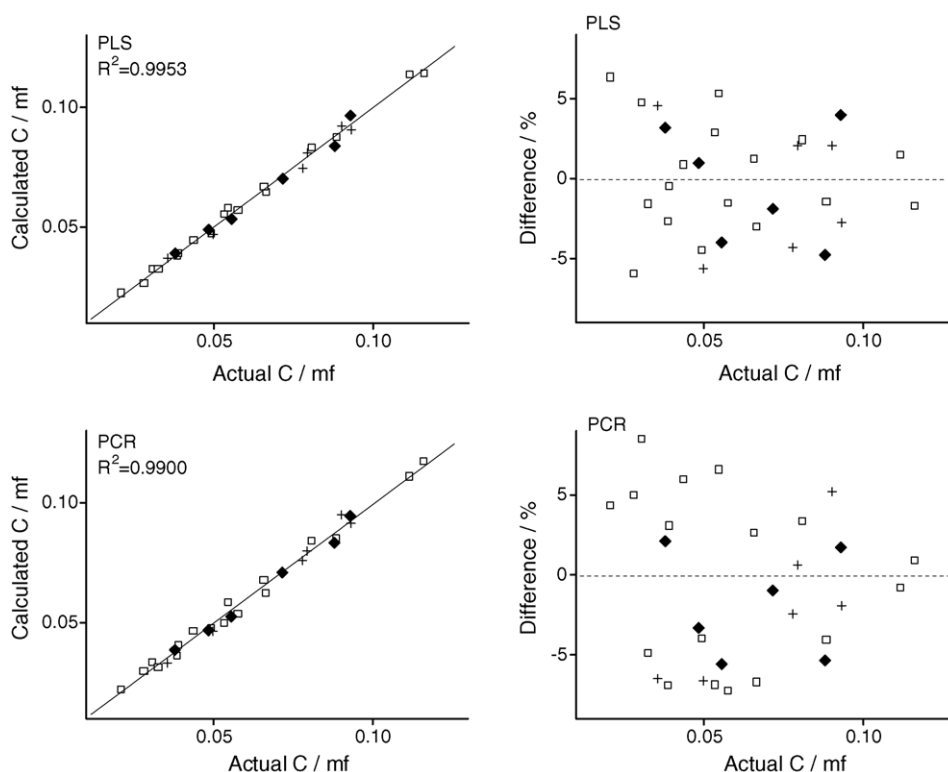 PLS
R²=0.9953
0.10
0.05
Calculated C / mf
0.05 0.10
Actual C / mf
PLS
5
0
-5
Difference / %
0.05 0.10
Actual C / mf
PCR
R²=0.9900
0.10
0.05
Calculated C / mf
0.05 0.10
Actual C / mf
PCR
5
0
-5
Difference / %
0.05 0.10
Actual C / mf